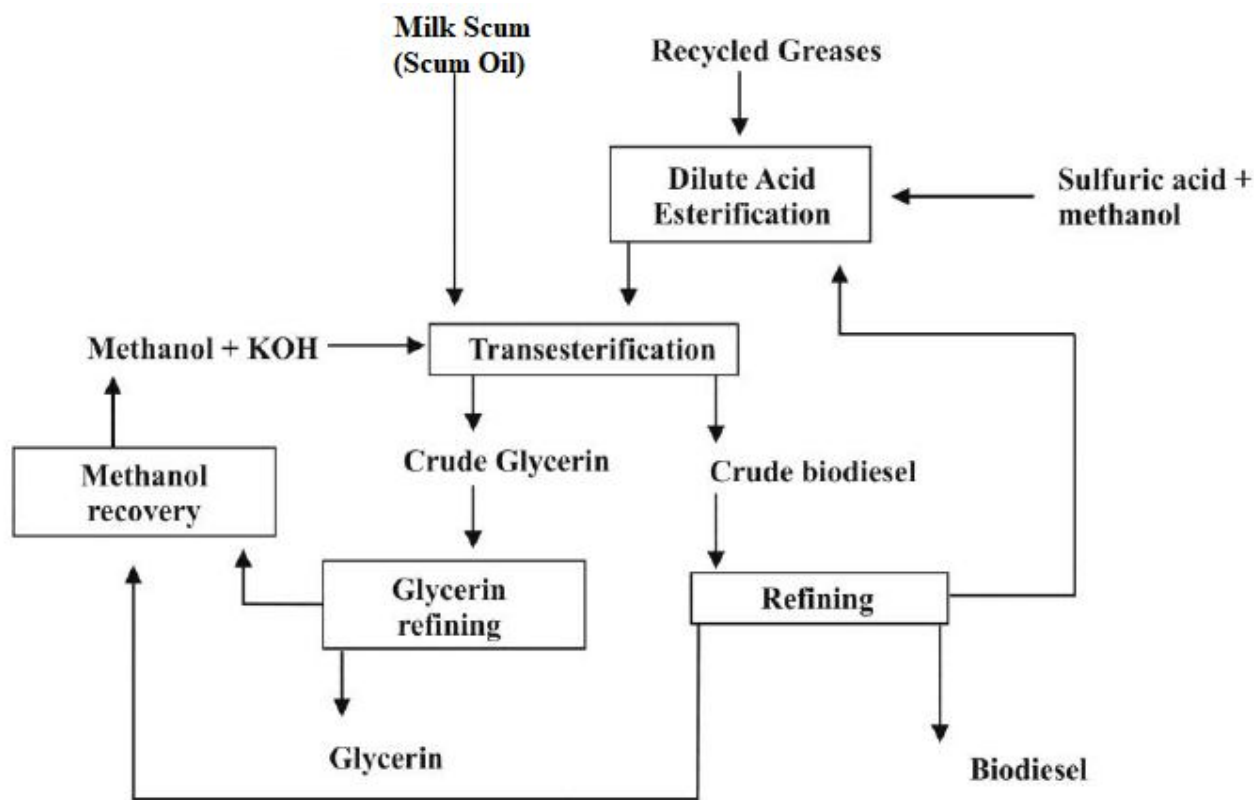 Milk Scum
(Scum Oil)
Recycled Greases
Dilute Acid
Esterification
Sulfuric acid +
methanol
Methanol + KOH
Transesterification
Methanol
recovery
Crude Glycerin
Crude biodiesel
Glycerin
refining
Refining
Glycerin
Biodiesel